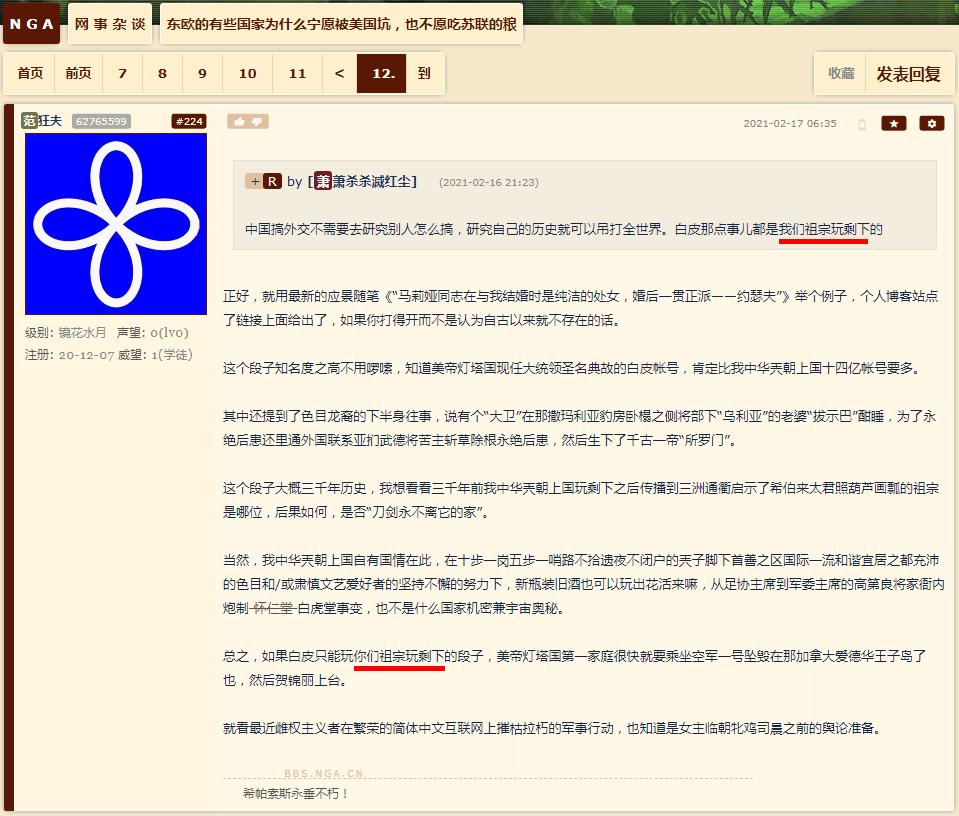 NGA
网事杂谈
东欧的有些国家为什么宁愿被美国坑，也不愿吃苏联的粮
首页 前页 7 8 9 10 11 < 12. 到
收藏 发表回复
范狂夫 62765599 #224
2021-02-17 06:35
+ R by [萧萧杀杀滅红尘] (2021-02-16 21:23)
中国搞外交不需要去研究别人怎么搞，研究自己的历史就可以吊打全世界。白皮那点事儿都是我们祖宗玩剩下的
正好，就用最新的应景随笔《“马莉娅同志在与我结婚时是纯洁的处女，婚后一贯正派——约瑟夫”》举个例子，个人博客站点
了链接上面给出了，如果你打得开而不是认为自古以来就不存在的话。
这个段子知名度之高不用啰嗦，知道美帝灯塔国现任大统领圣名典故的白皮帐号，肯定比我中华天朝上国十四亿帐号要多。
其中还提到了色目龙裔的下半身往事，说有个“大卫”在那撒玛利亚豹房卧榻之侧将部下“乌利亚”的老婆“拔示巴”酣睡，为了永
绝后患还里通外国联系亚扪武德将苦主斩草除根永绝后患，然后生下了千古一帝“所罗门”。
这个段子大概三千年历史，我想看看三千年前我中华天朝上国玩剩下之后传播到三洲通衢启示了希伯来太君照葫芦画瓢的祖宗
是哪位，后果如何，是否“刀剑永不离它的家”。
当然，我中华天朝上国自有国情在此，在十步一岗五步一哨路不拾遗夜不闭户的天子脚下首善之区国际一流和谐宜居之都充沛
的色目和/或肃慎文艺爱好者的坚持不懈的努力下，新瓶装旧酒也可以玩出花活来嘛，从足协主席到军委主席的高第良将家衙内
炮制 怀仁堂 白虎堂事变，也不是什么国家机密兼宇宙奥秘。
总之，如果白皮只能玩你们祖宗玩剩下的段子，美帝灯塔国第一家庭很快就要乘坐空军一号坠毁在那加拿大爱德华王子岛了
也，然后贺锦丽上台。
就看最近雌权主义者在繁荣的简体中文互联网上摧枯拉朽的军事行动，也知道是女主临朝牝鸡司晨之前的舆论准备。
级别: 镜花水月 声望: 0(lv0)
注册: 20-12-07 威望: 1(学徒)
BBS.NGA.CN
希帕索斯永垂不朽！